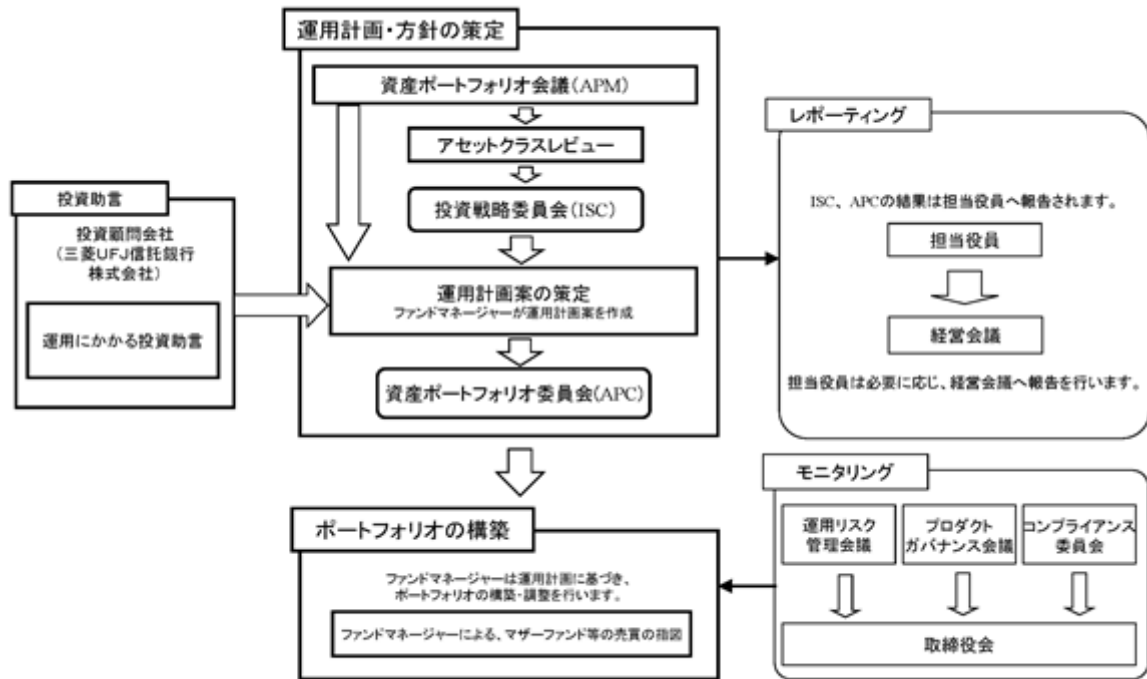 運用計画・方針の策定
資産ポートフォリオ会議(APM)
アセットクラスレビュー
投資戦略委員会(ISC)
運用計画案の策定
ファンドマネージャーが運用計画案を作成
資産ポートフォリオ委員会(APC)
投資助言
投資顧問会社
(三菱UFJ信託銀行
株式会社)
運用にかかる投資助言
レポーティング
ISC、APCの結果は担当役員へ報告されます。
担当役員
経営会議
担当役員は必要に応じ、経営会議へ報告を行います。
ポートフォリオの構築
ファンドマネージャーは運用計画に基づき、
ポートフォリオの構築・調整を行います。
ファンドマネージャーによる、マザーファンド等の売買の指図
モニタリング
運用リスク
管理会議
プロダクト
ガバナンス会議
コンプライアンス
委員会
取締役会